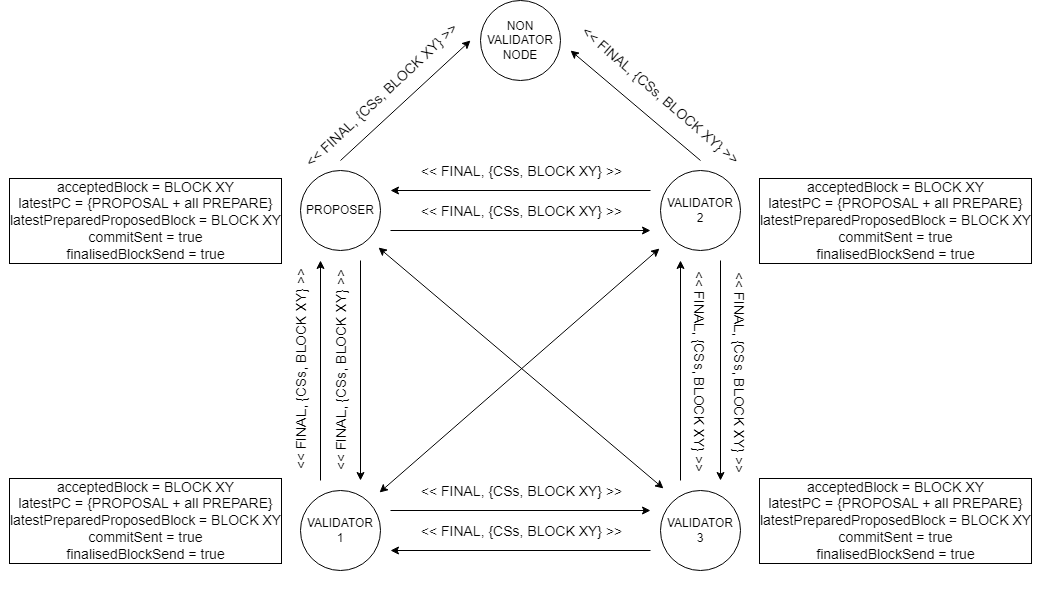 NON
VALIDATOR
NODE
<< FINAL, {CSs, BLOCK XY} >>
<< FINAL, {CSs, BLOCK XY} >>
acceptedBlock = BLOCK XY
latestPC = {PROPOSAL + all PREPARE}
latestPreparedProposedBlock = BLOCK XY
commitSent = true
finalisedBlockSend = true
PROPOSER
<< FINAL, {CSs, BLOCK XY} >>
<< FINAL, {CSs, BLOCK XY} >>
VALIDATOR
2
acceptedBlock = BLOCK XY
latestPC = {PROPOSAL + all PREPARE}
latestPreparedProposedBlock = BLOCK XY
commitSent = true
finalisedBlockSend = true
<< FINAL, {CSs, BLOCK XY} >>
<< FINAL, {CSs, BLOCK XY} >>
<< FINAL, {CSs, BLOCK XY} >>
<< FINAL, {CSs, BLOCK XY} >>
acceptedBlock = BLOCK XY
latestPC = {PROPOSAL + all PREPARE}
latestPreparedProposedBlock = BLOCK XY
commitSent = true
finalisedBlockSend = true
VALIDATOR
1
<< FINAL, {CSs, BLOCK XY} >>
<< FINAL, {CSs, BLOCK XY} >>
VALIDATOR
3
acceptedBlock = BLOCK XY
latestPC = {PROPOSAL + all PREPARE}
latestPreparedProposedBlock = BLOCK XY
commitSent = true
finalisedBlockSend = true